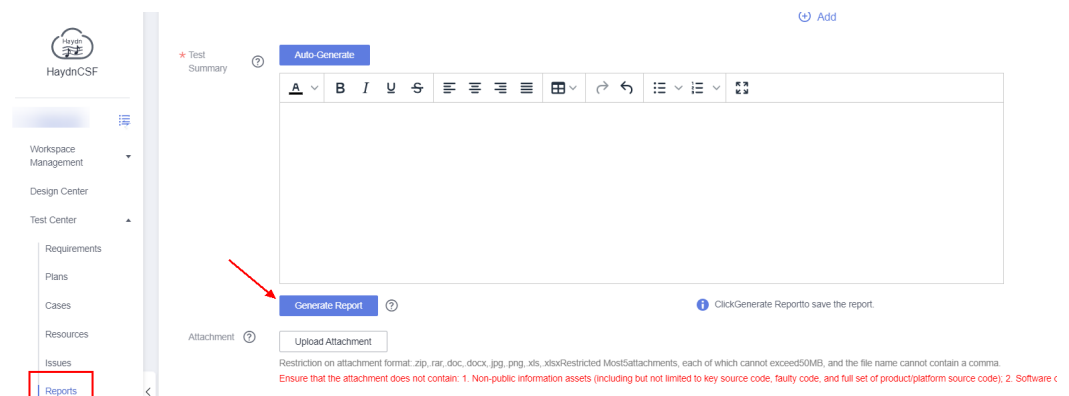 Add
Haydn
HaydnCSF
Workspace
Management
Design Center
Test Center
Requirements
Plans
Cases
Resources
Issues
Reports
* Test
Summary
Auto-Generate
A B I U S
Generate Report
ClickGenerate Reportto save the report.
Attachment
Upload Attachment
Restriction on attachment format:.zip,.rar,.doc,.docx,.jpg,.png,.xls,.xlsxRestricted Most5attachments, each of which cannot exceed50MB, and the file name cannot contain a comma.
Ensure that the attachment does not contain: 1. Non-public information assets (including but not limited to key source code, faulty code, and full set of product/platform source code); 2. Software